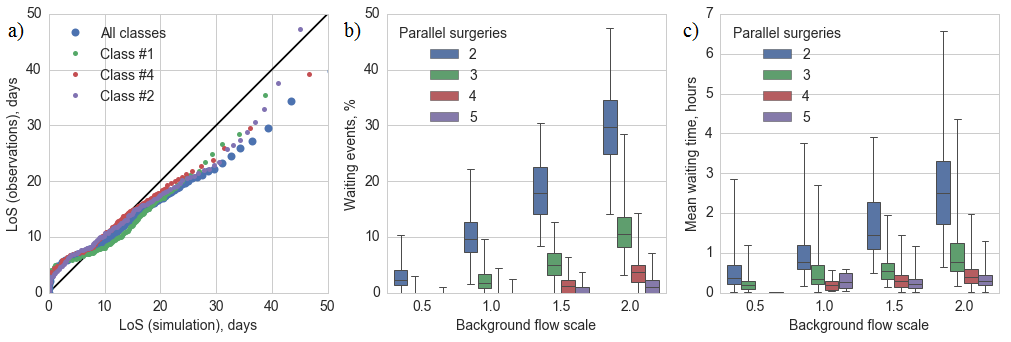 a)
50
40
30
20
10
0
LoS (observations), days
All classes
Class #1
Class #4
Class #2
0 10 20 30 40 50
LoS (simulation), days
b)
50
40
30
20
10
0
Waiting events, %
Parallel surgeries
2
3
4
5
0.5 1.0 1.5 2.0
Background flow scale
c)
7
6
5
4
3
2
1
0
Mean waiting time, hours
Parallel surgeries
2
3
4
5
0.5 1.0 1.5 2.0
Background flow scale